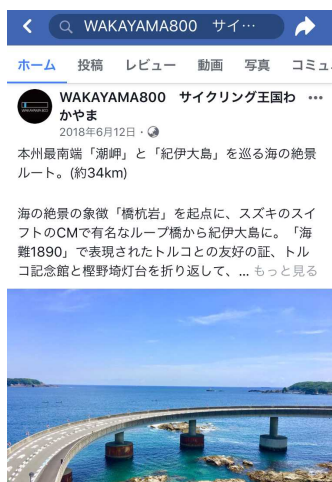 WAKAYAMA800 サイ…
ホーム 投稿 レビュー 動画 写真 コミュ
WAKAYAMA800 サイクリング王国わ
かやま
2018年6月12日
本州最南端「潮岬」と「紀伊大島」を巡る海の絶景
ルート。(約34km)
海の絶景の象徴「橋杭岩」を起点に、スズキのスイ
フトのCMで有名なループ橋から紀伊大島に。「海
難1890」で表現されたトルコとの友好の証、トル
コ記念館と樫野埼灯台を折り返して、... もっと見る